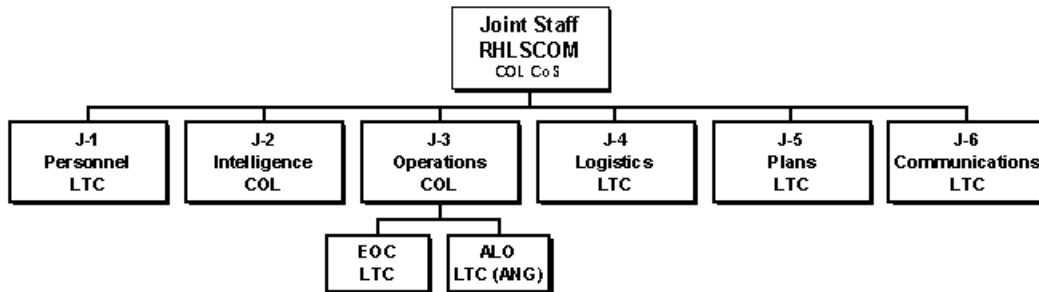 Joint Staff
RHLSCOM
COL CoS
J-1
Personnel
LTC
J-2
Intelligence
COL
J-3
Operations
COL
J-4
Logistics
LTC
J-5
Plans
LTC
J-6
Communications
LTC
EOC
LTC
ALO
LTC (ANG)